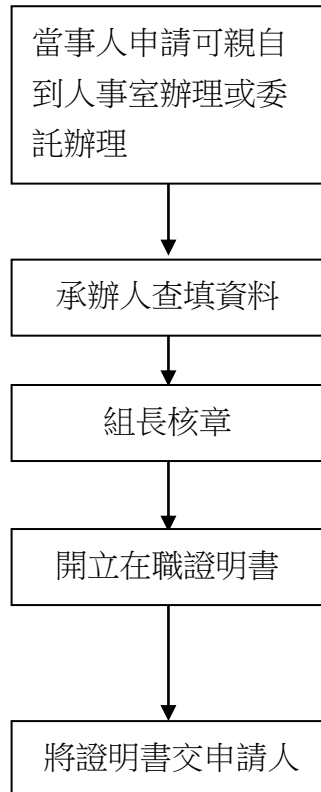 當事人申請可親自
到人事室辦理或委
託辦理
承辦人查填資料
組長核章
開立在職證明書
將證明書交申請人